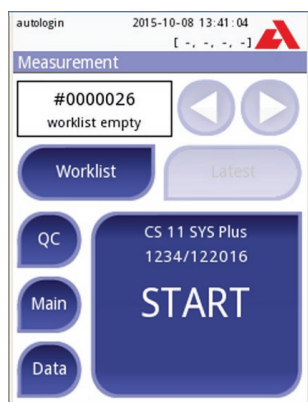 autologin 2015-10-08 13:41:04
[ -, -, -, -]
Measurement
#0000026
worklist empty
Worklist Latest
QC
CS 11 SYS Plus
1234/122016
START
Main
Data